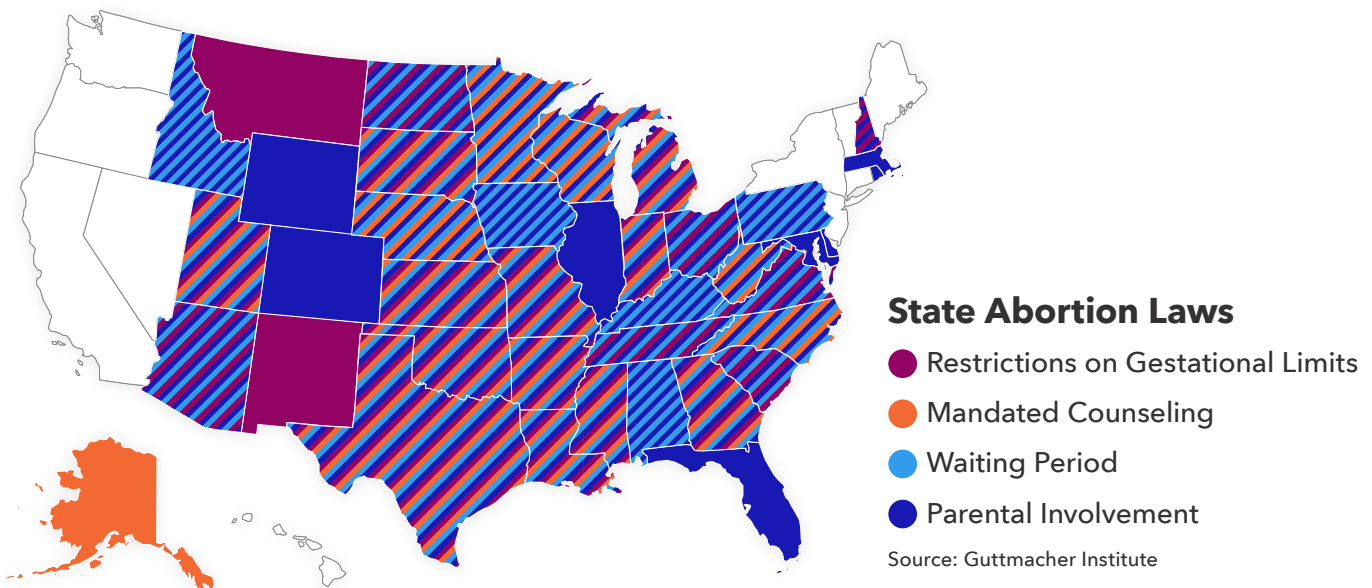 State Abortion Laws
Restrictions on Gestational Limits
Mandated Counseling
Waiting Period
Parental Involvement
Source: Guttmacher Institute